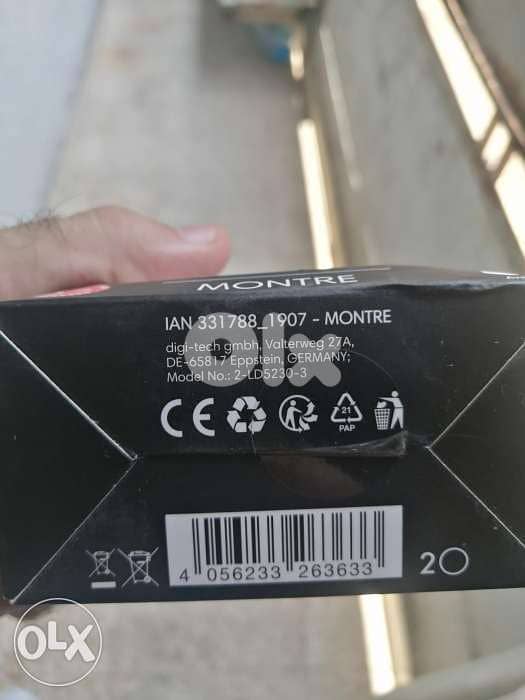 MONTRE
IAN 331788_1907 - MONTRE
digi-tech gmbh, Valterweg 27A,
DE-65817 Eppstein, GERMANY;
Model No.: 2-LD5230-3
OLX
CE
21
PAP
4 056233 263633
20
OLX